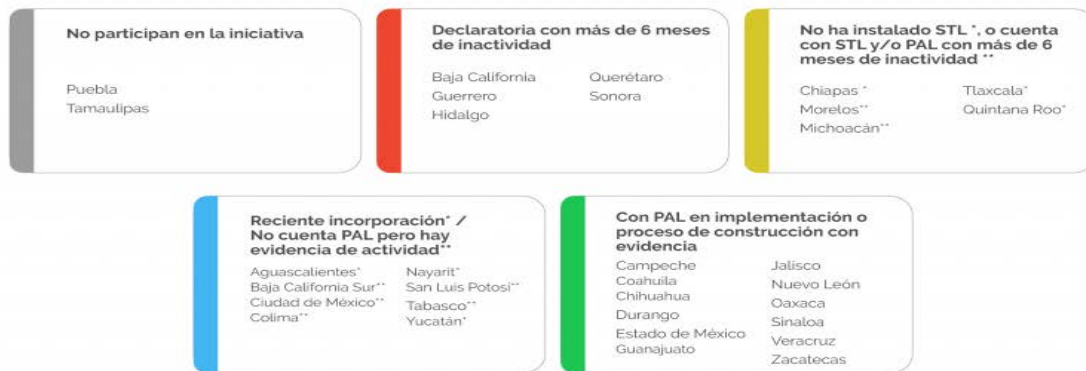 No participan en la iniciativa
Puebla
Tamaulipas
Declaratoria con más de 6 meses
de inactividad
Baja California
Guerrero
Hidalgo
Querétaro
Sonora
No ha instalado STL *, o cuenta
con STL y/o PAL con más de 6
meses de inactividad **
Chiapas *
Morelos**
Michoacán**
Tlaxcala*
Quintana Roo*
Reciente incorporación* /
No cuenta PAL pero hay
evidencia de actividad**
Aguascalientes*
Baja California Sur**
Ciudad de México**
Colima**
Nayarit*
San Luis Potosí**
Tabasco**
Yucatán*
Con PAL en implementación o
proceso de construcción con
evidencia
Campeche
Coahuila
Chihuahua
Durango
Estado de México
Guanajuato
Jalisco
Nuevo León
Oaxaca
Sinaloa
Veracruz
Zacatecas